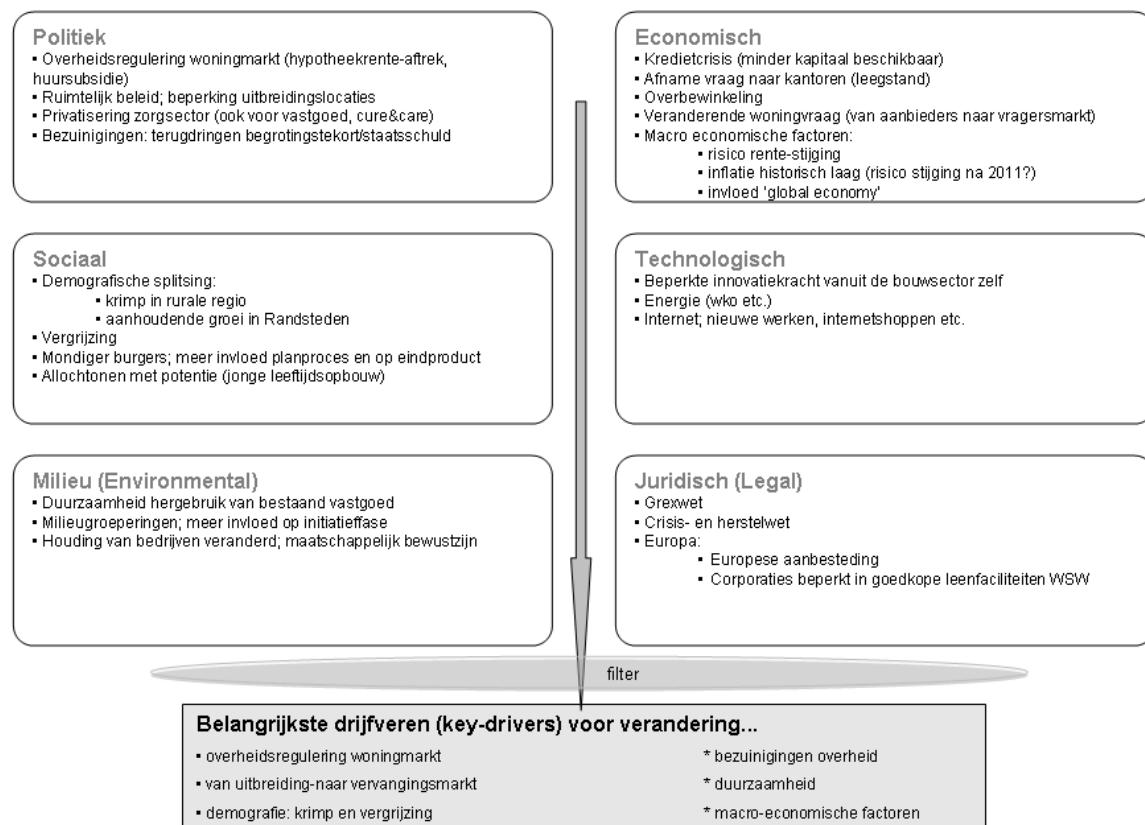 Politiek
▪ Overheidsregulering woningmarkt (hypotheekrente-aftrek,
huursubsidie)
▪ Ruimtelijk beleid; beperking uitbreidingslocaties
▪ Privatisering zorgsector (ook voor vastgoed, cure&care)
▪ Bezuinigingen: terugdringen begrotingstekort/staatsschuld
Economisch
▪ Kredietcrisis (minder kapitaal beschikbaar)
▪ Afname vraag naar kantoren (leegstand)
▪ Overbewinkeling
▪ Veranderende woningvraag (van aanbieders naar vragersmarkt)
▪ Macro economische factoren:
▪ risico rente-stijging
▪ inflatie historisch laag (risico stijging na 2011?)
▪ invloed 'global economy'
Sociaal
▪ Demografische splitsing:
▪ krimp in rurale regio
▪ aanhoudende groei in Randsteden
▪ Vergrijzing
▪ Mondiger burgers; meer invloed planproces en op eindproduct
▪ Allochtonen met potentie (jonge leeftijdsopbouw)
Technologisch
▪ Beperkte innovatiekracht vanuit de bouwsector zelf
▪ Energie (wko etc.)
▪ Internet; nieuwe werken, internetshoppen etc.
Milieu (Environmental)
▪ Duurzaamheid hergebruik van bestaand vastgoed
▪ Milieugroeperingen; meer invloed op initiatieffase
▪ Houding van bedrijven veranderd; maatschappelijk bewustzijn
Juridisch (Legal)
▪ Grexwet
▪ Crisis- en herstelwet
▪ Europa:
▪ Europese aanbesteding
▪ Corporaties beperkt in goedkope leenfaciliteiten WSW
filter
Belangrijkste drijfveren (key-drivers) voor verandering...
▪ overheidsregulering woningmarkt
* bezuinigingen overheid
▪ van uitbreiding-naar vervangingsmarkt
* duurzaamheid
▪ demografie: krimp en vergrijzing
* macro-economische factoren